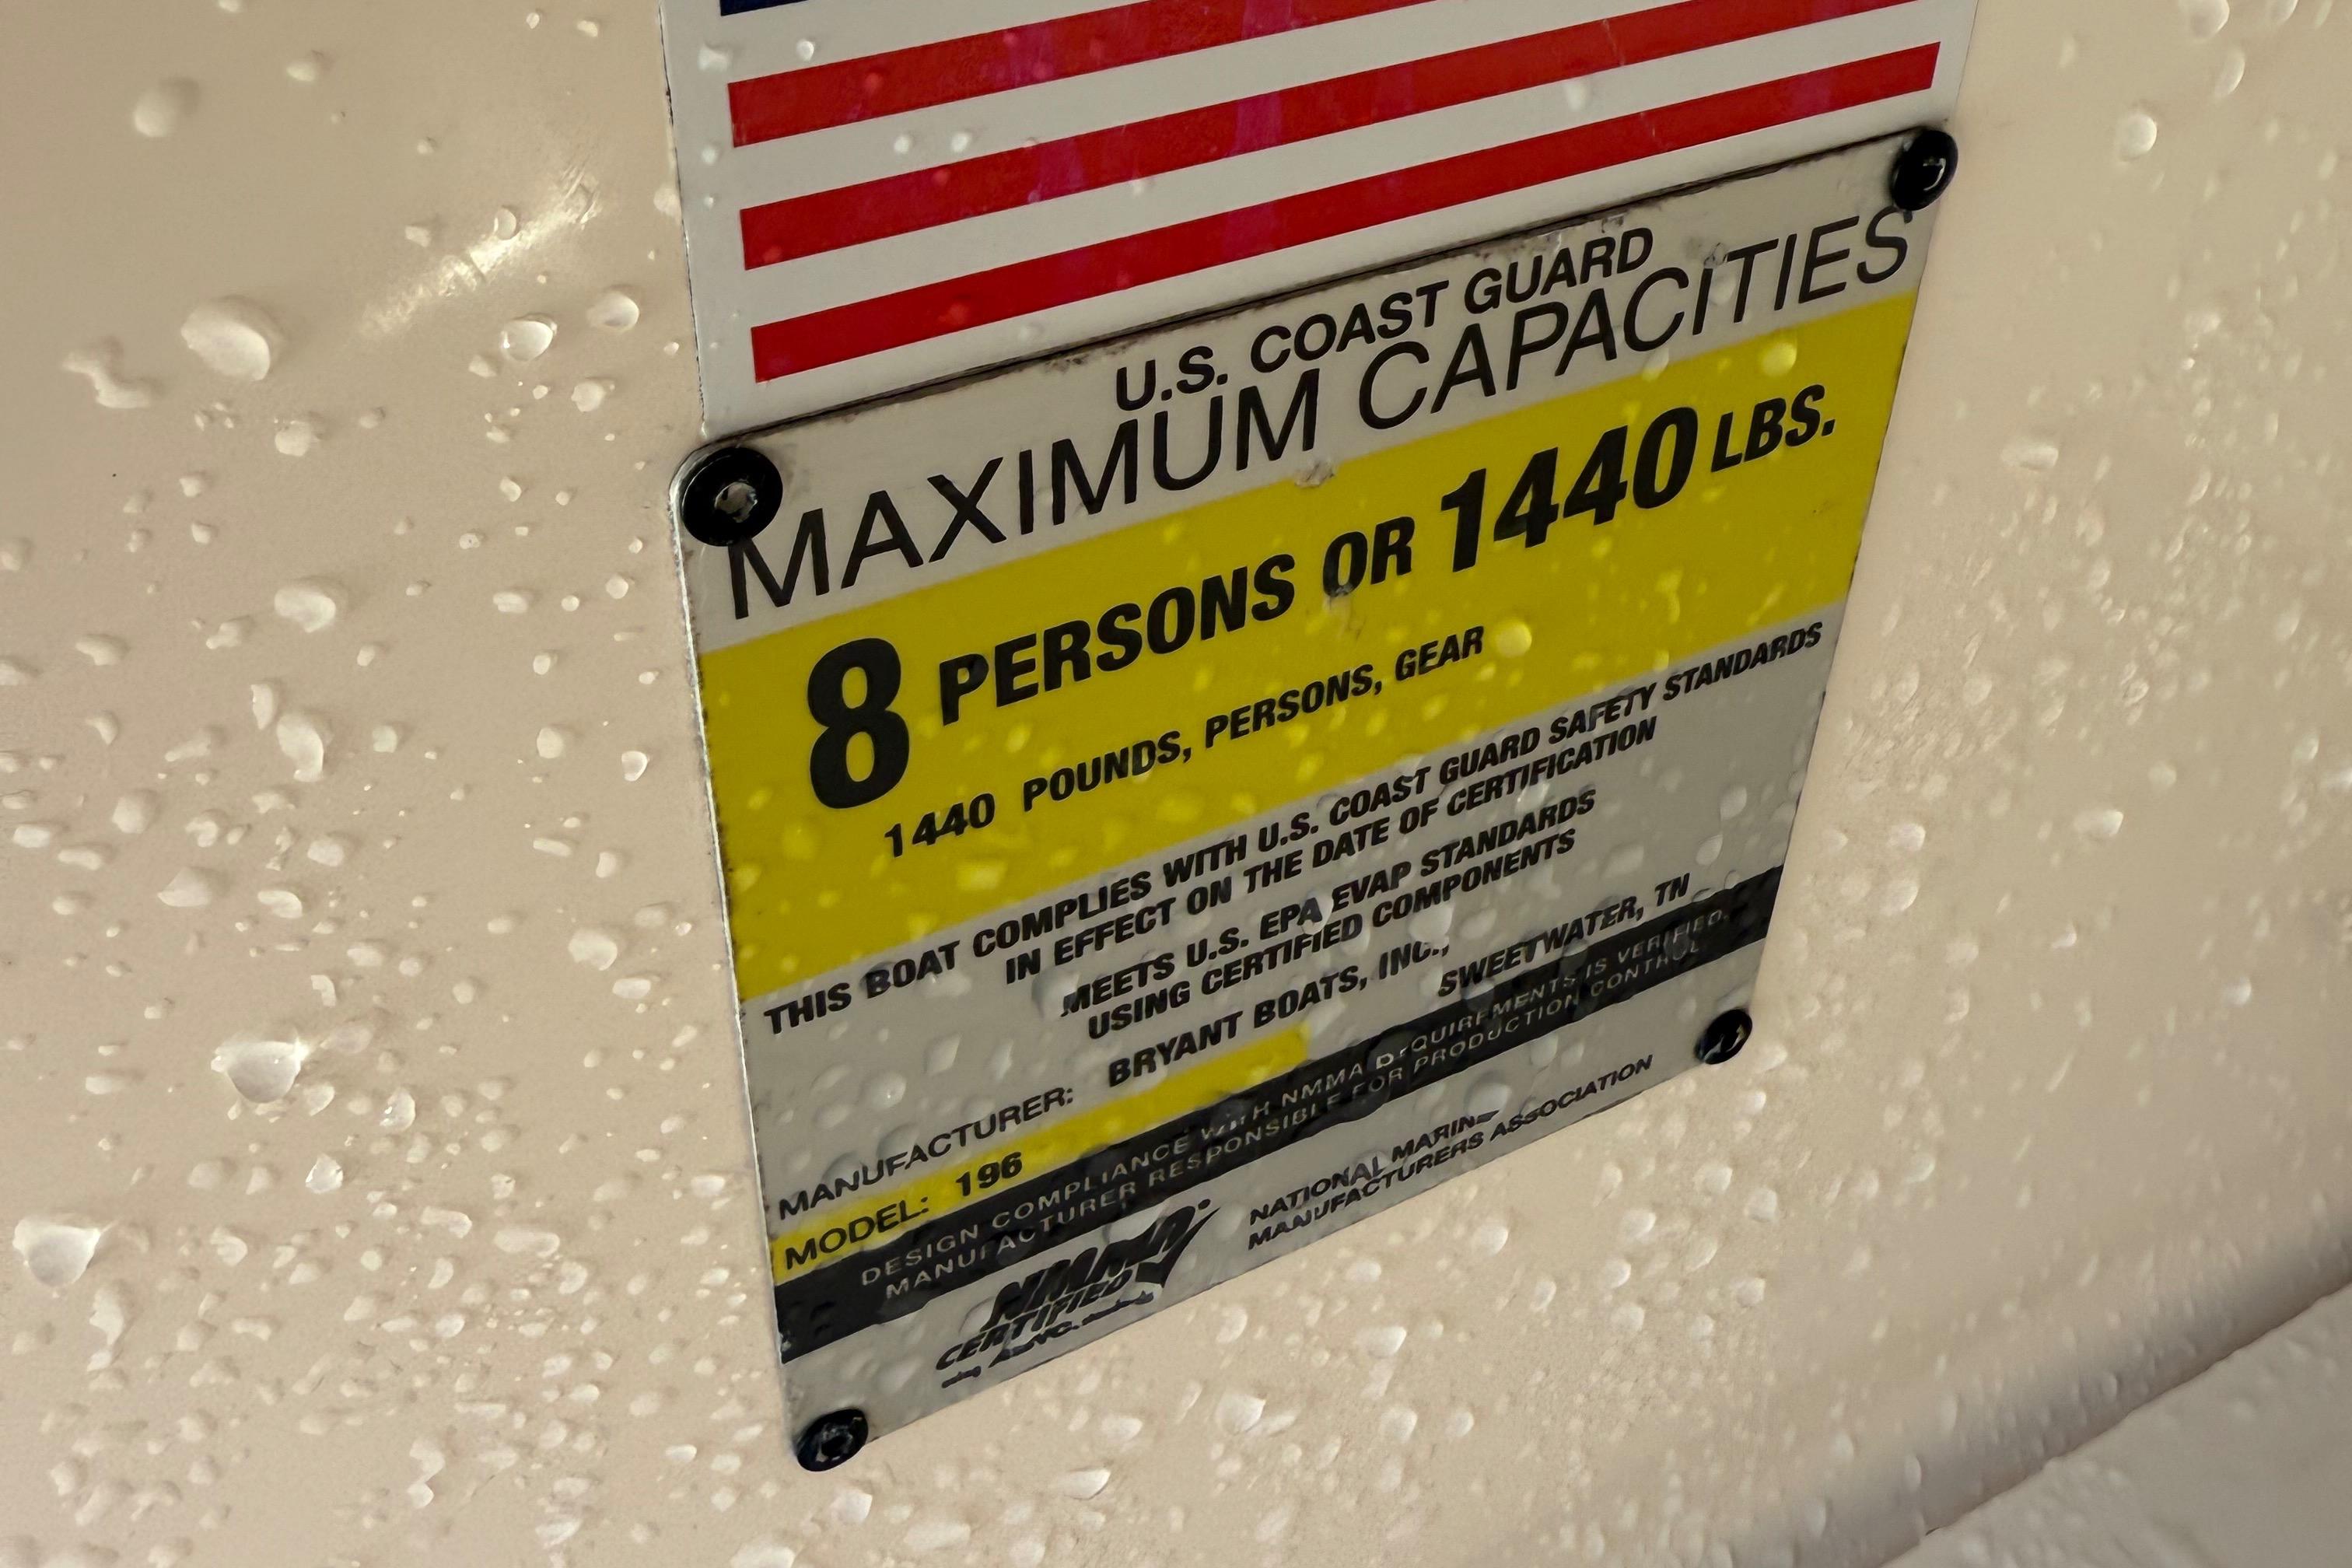 U.S. COAST GUARD
MAXIMUM CAPACITIES
8 PERSONS OR 1440 LBS.
1440 POUNDS, PERSONS, GEAR
THIS BOAT COMPLIES WITH U.S. COAST GUARD SAFETY STANDARDS
IN EFFECT ON THE DATE OF CERTIFICATION
MEETS U.S. EPA EVAP STANDARDS
USING CERTIFIED COMPONENTS
MANUFACTURER: BRYANT BOATS, INC., SWEETWATER, TN
MODEL: 196
DESIGN COMPLIANCE WITH NMMA REQUIREMENTS IS VERIFIED.
MANUFACTURER RESPONSIBLE FOR PRODUCTION CONTROL
NMMA
CERTIFIED
NATIONAL MARINE
MANUFACTURERS ASSOCIATION